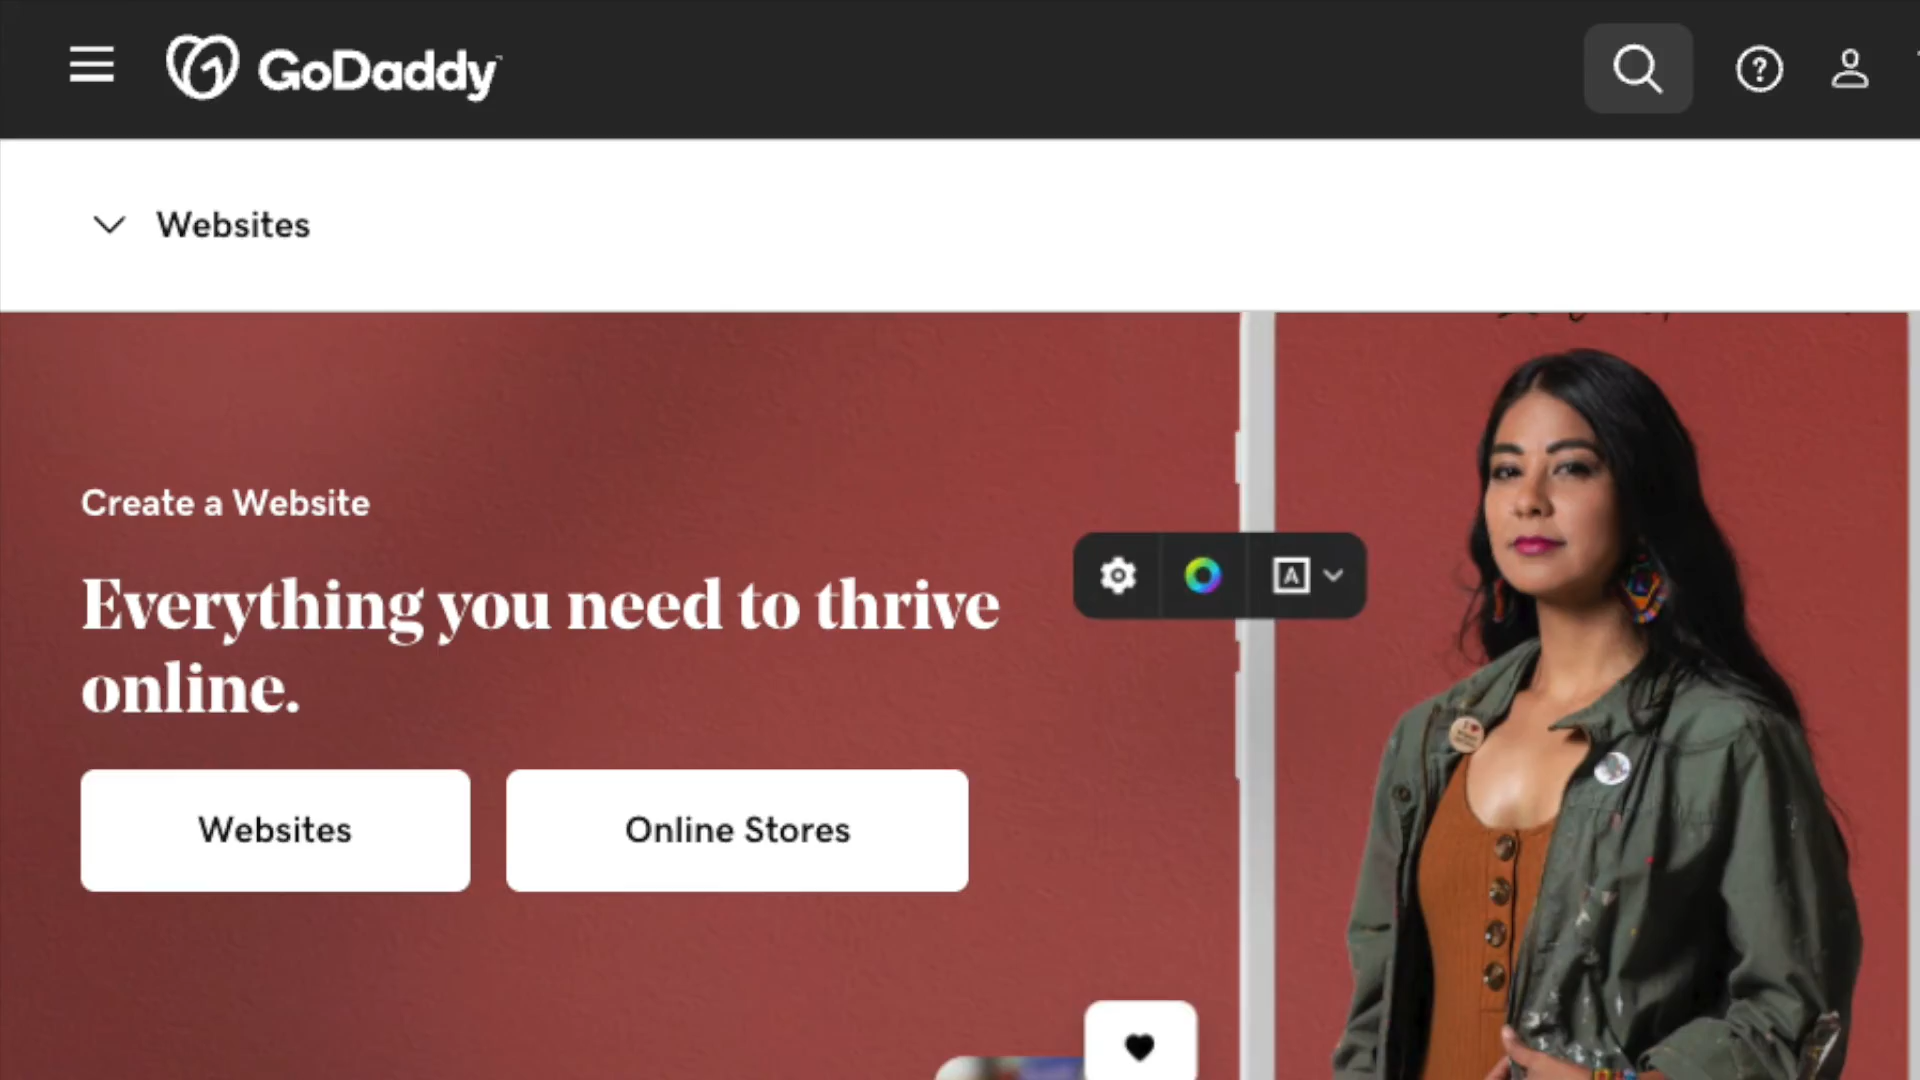 GoDaddy
Websites
Create a Website
Everything you need to thrive
online.
Websites
Online Stores
A